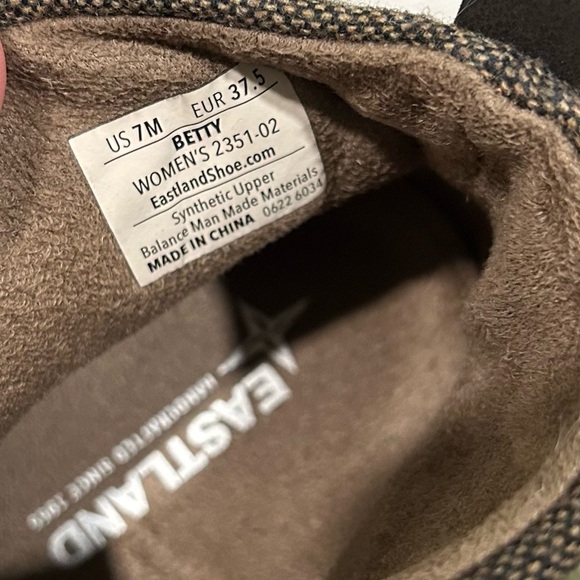 US 7M EUR 37.5
BETTY
WOMEN'S 2351-02
EastlandShoe.com
Synthetic Upper
Balance Man Made Materials
MADE IN CHINA 0622 6034
EASTLAND
HANDCRAFTED SINCE